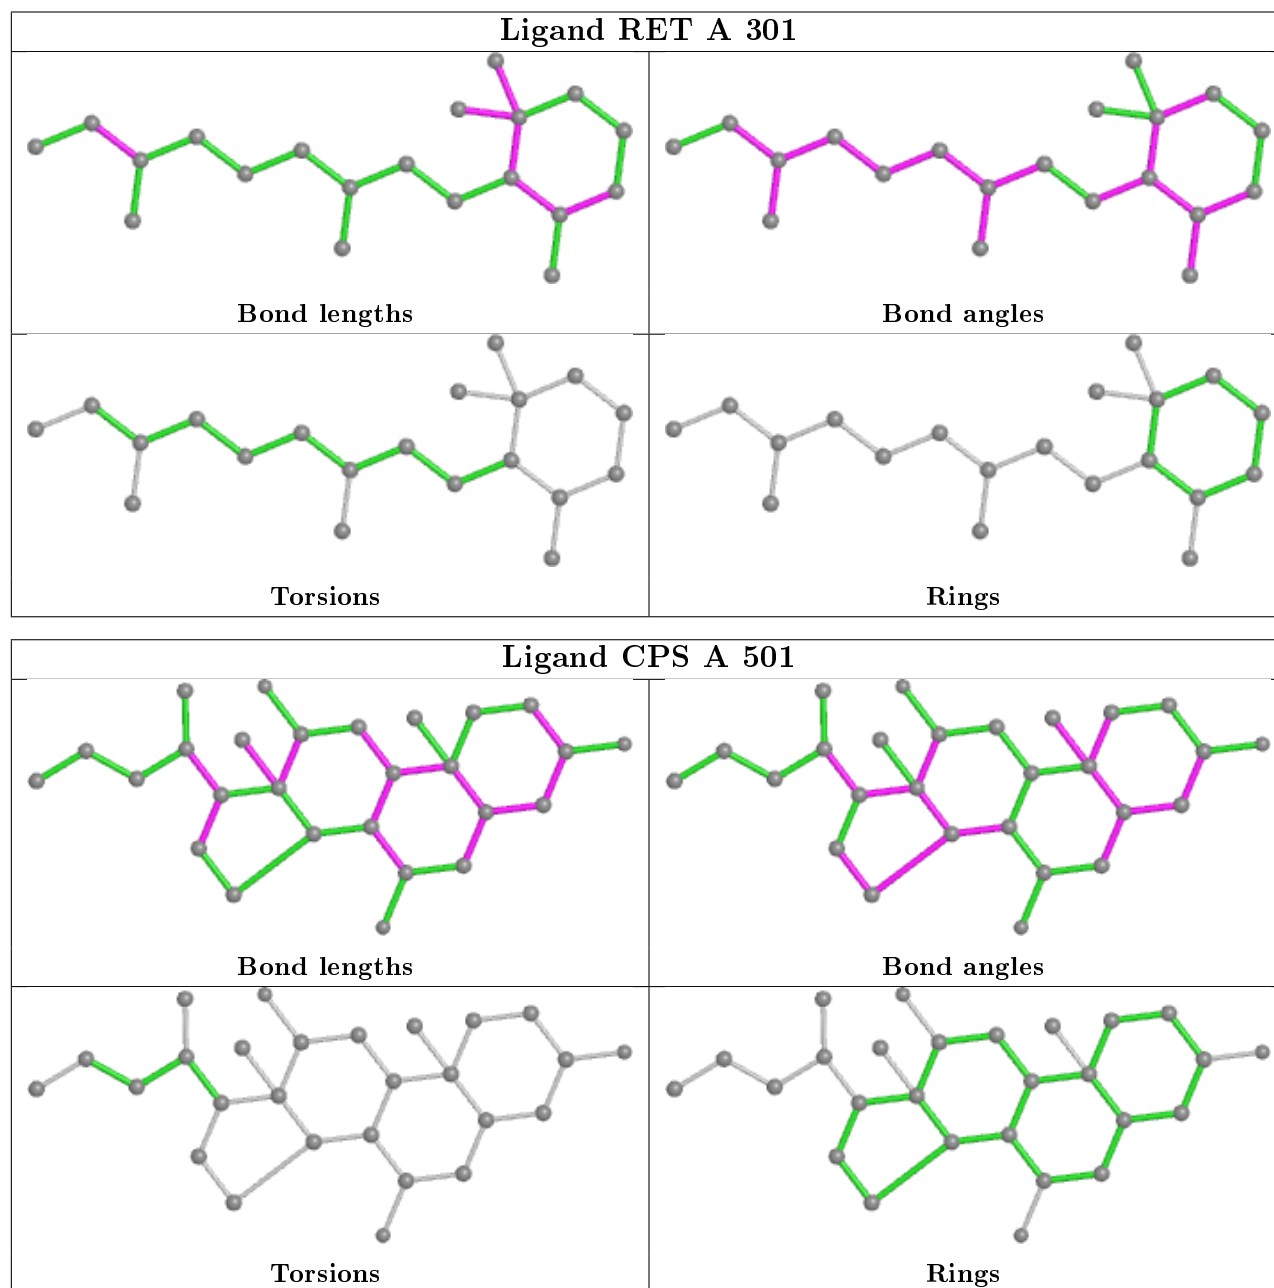 Ligand RET A 301
Bond lengths
Bond angles
Torsions
Rings
Ligand CPS A 501
Bond lengths
Bond angles
Torsions
Rings